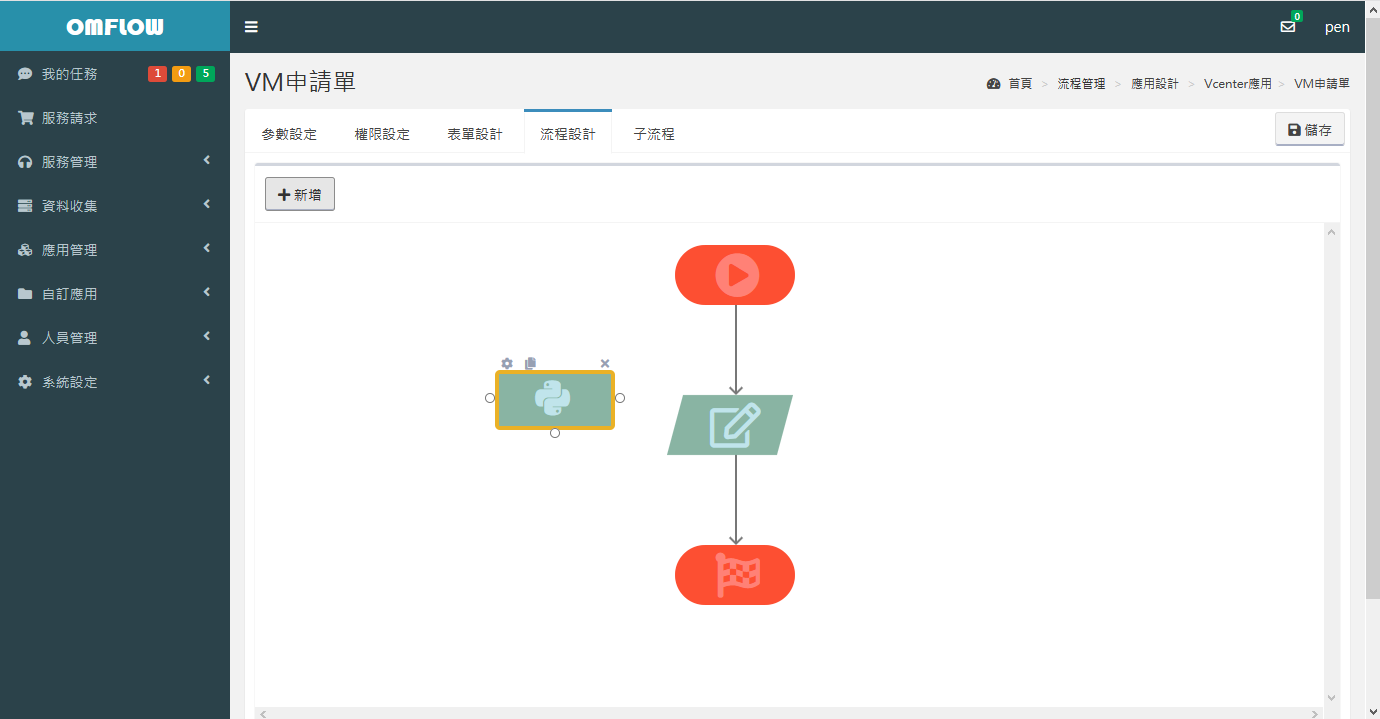 OMFLOW
0
pen
我的任務 1 0 5
服務請求
服務管理
資料收集
應用管理
自訂應用
人員管理
系統設定
VM申請單
首頁 > 流程管理 > 應用設計 > Vcenter應用 > VM申請單
參數設定 權限設定 表單設計 流程設計 子流程
儲存
新增